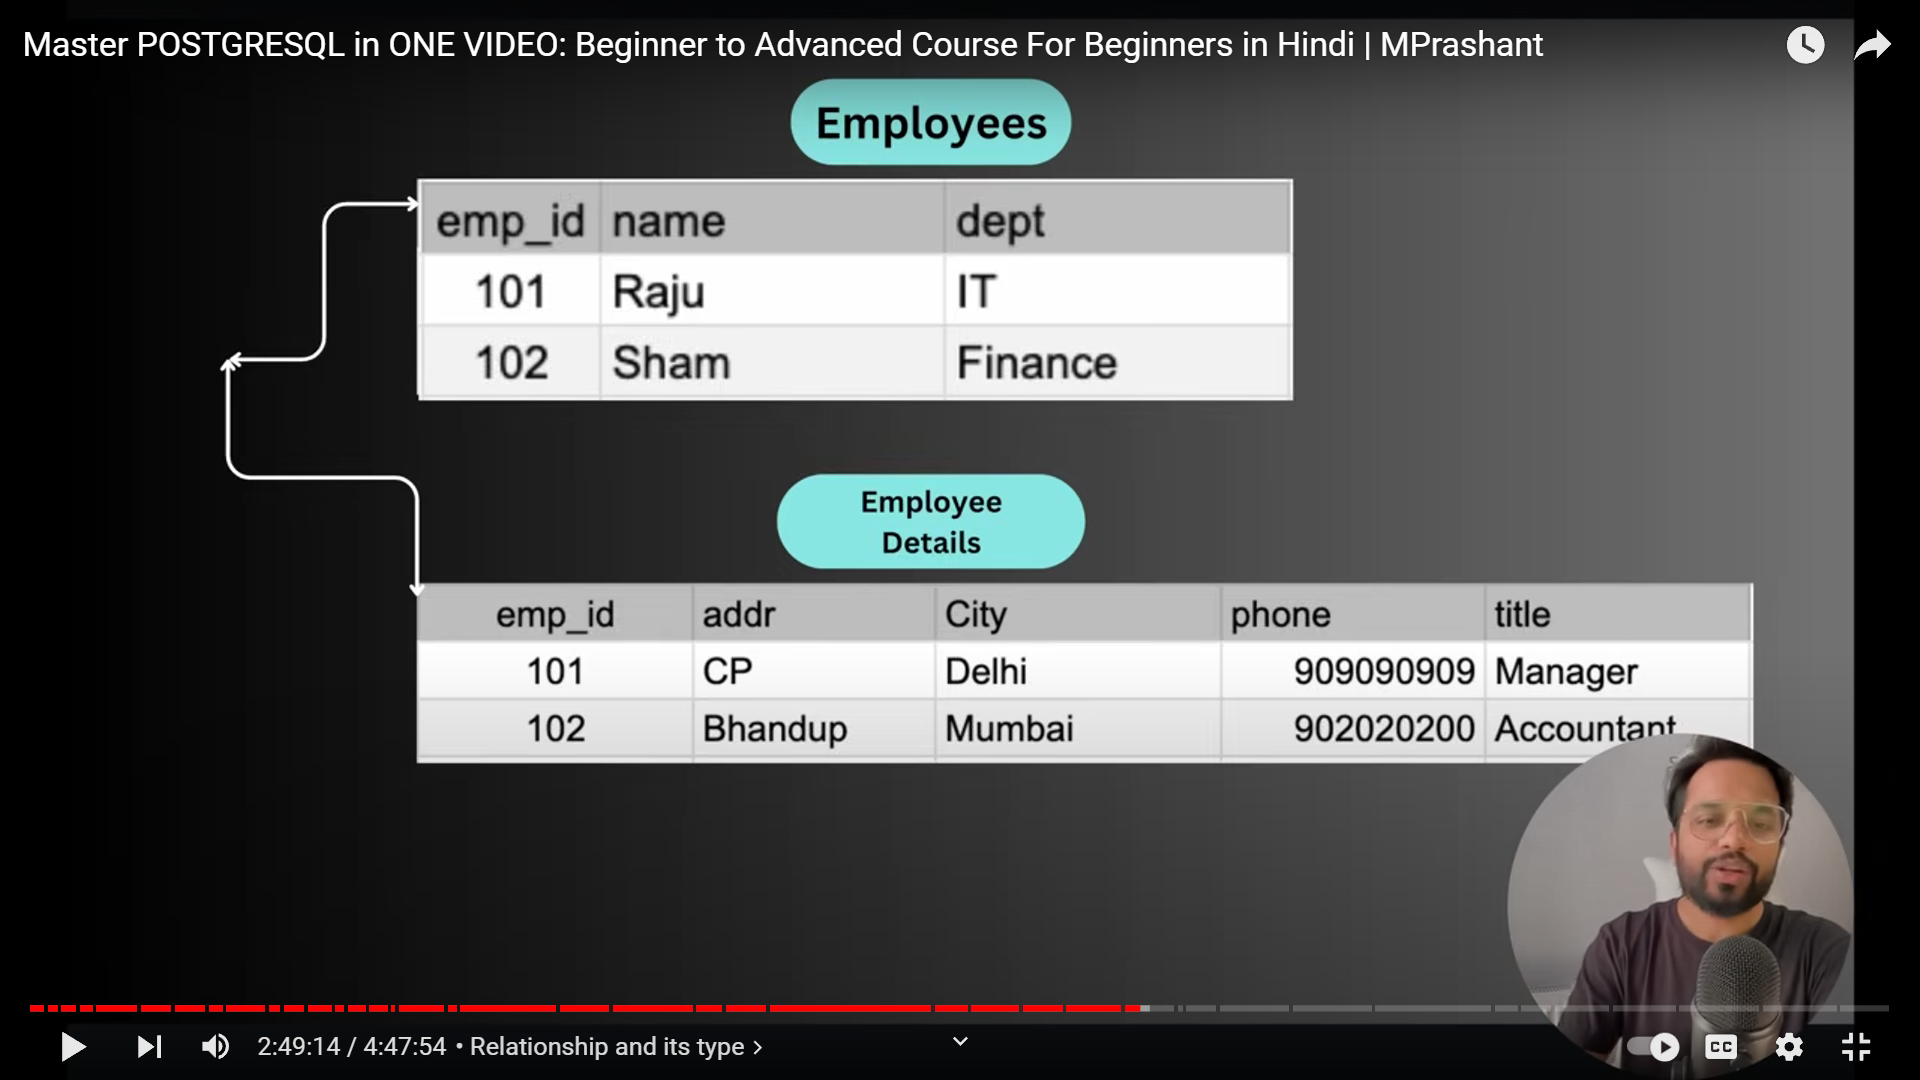 Master POSTGRESQL in ONE VIDEO: Beginner to Advanced Course For Beginners in Hindi | MPrashant
Employees
emp_id name dept
101 Raju IT
102 Sham Finance
Employee
Details
emp_id addr City phone title
101 CP Delhi 909090909 Manager
102 Bhandup Mumbai 902020200 Accountant
2:49:14 / 4:47:54 • Relationship and its type >
CC